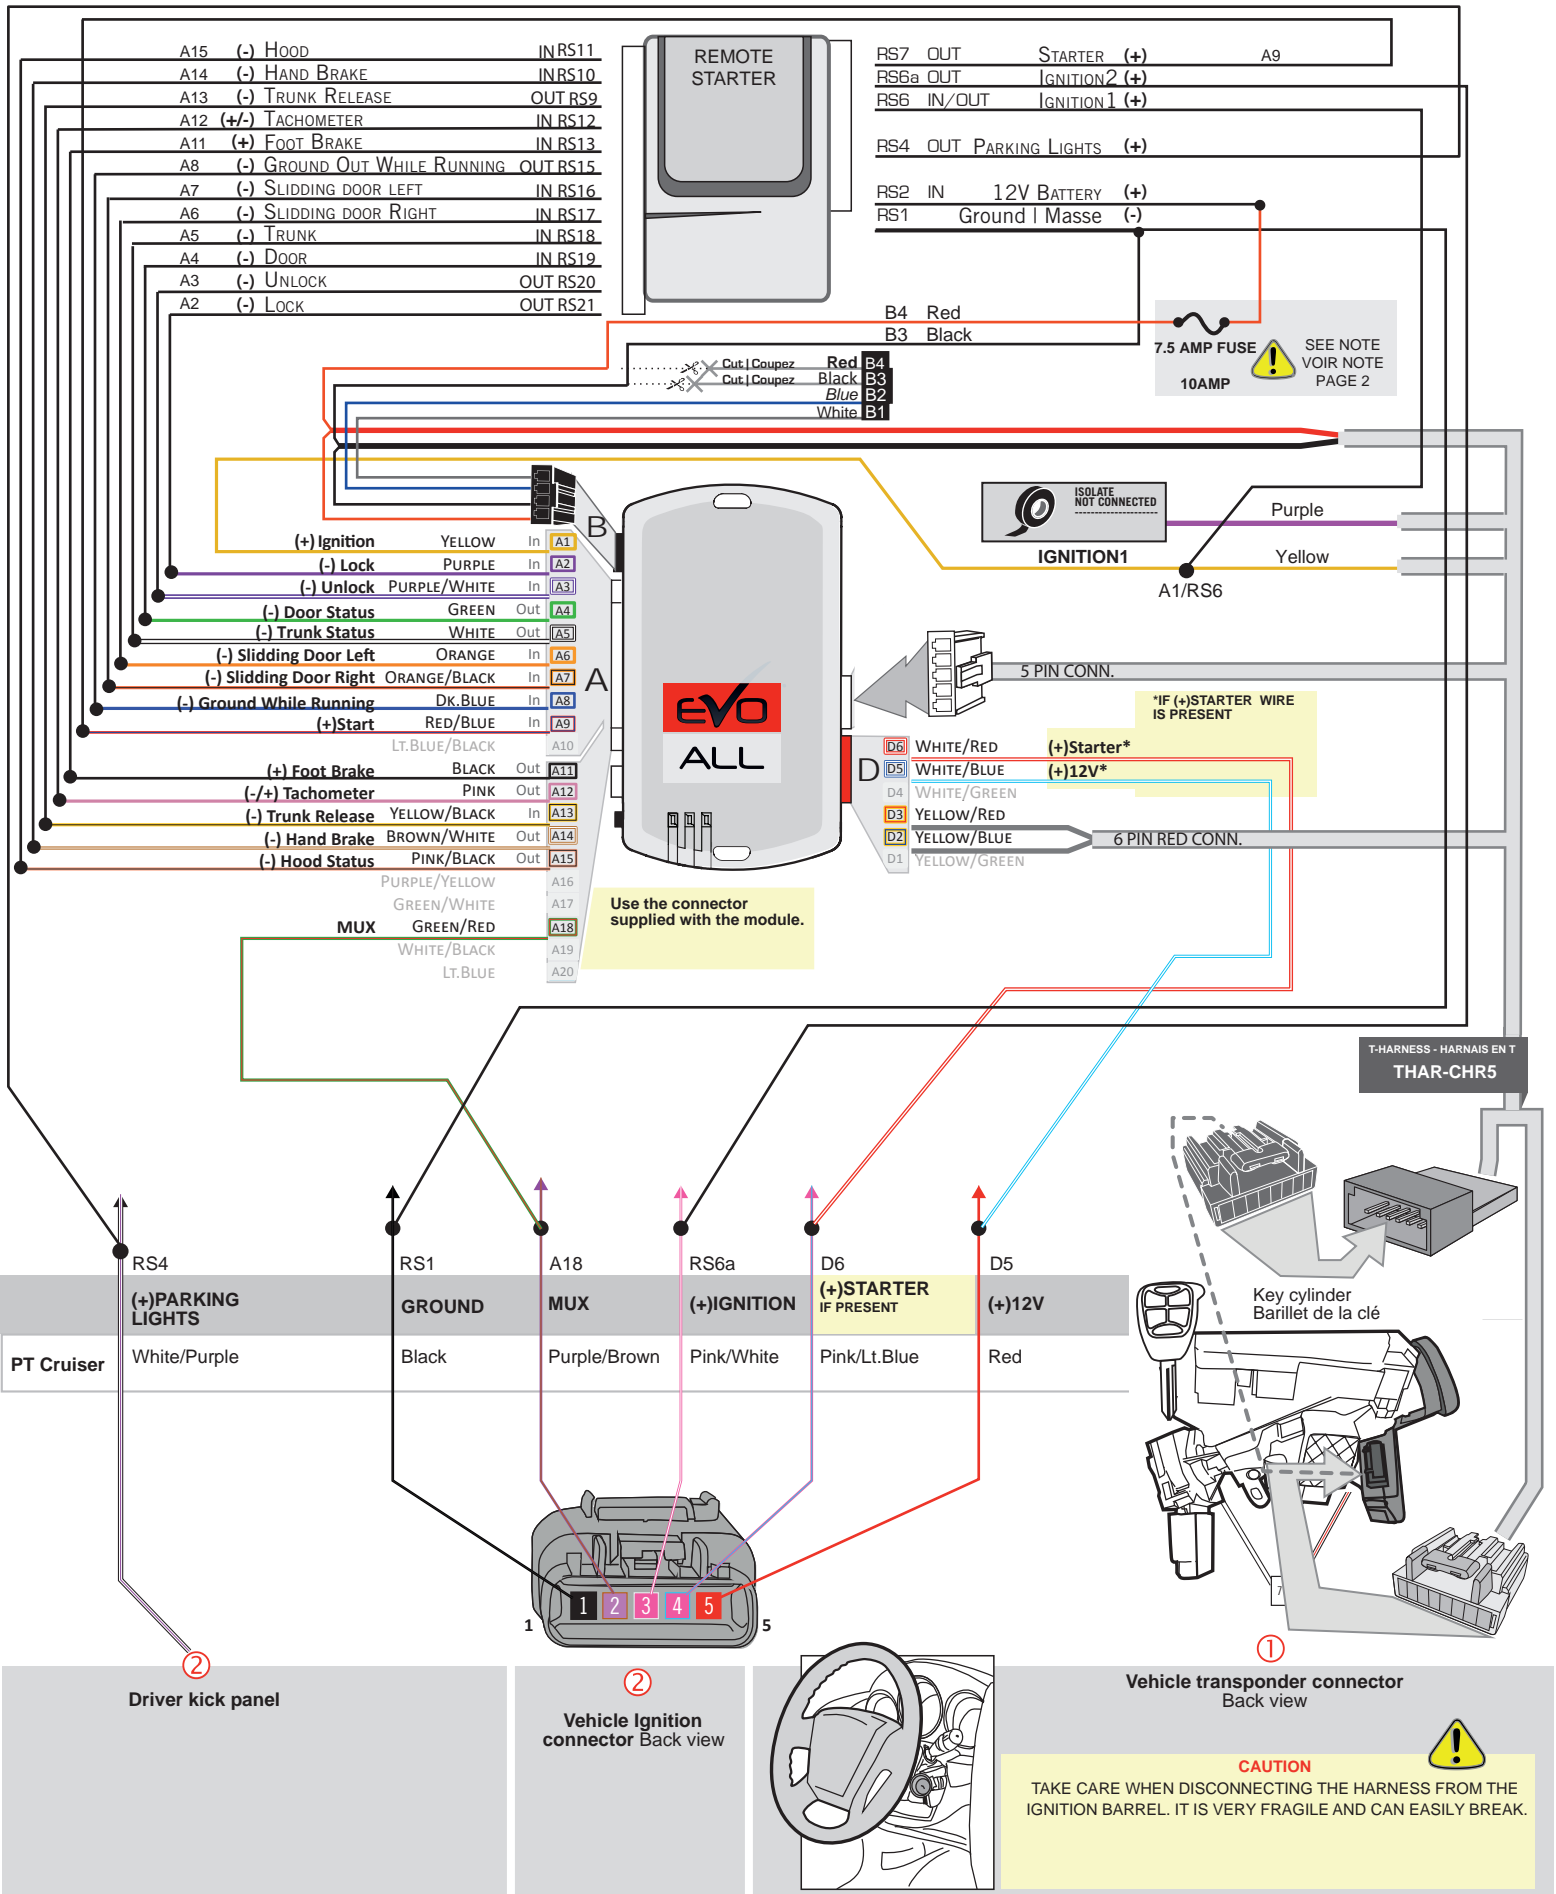 A15 (-) HOOD IN RS11
A14 (-) HAND BRAKE IN RS10
A13 (-) TRUNK RELEASE OUT RS9
A12 (+/-) TACHOMETER IN RS12
A11 (+) FOOT BRAKE IN RS13
A8 (-) GROUND OUT WHILE RUNNING OUT RS15
A7 (-) SLIDDING DOOR LEFT IN RS16
A6 (-) SLIDDING DOOR RIGHT IN RS17
A5 (-) TRUNK IN RS18
A4 (-) DOOR IN RS19
A3 (-) UNLOCK OUT RS20
A2 (-) LOCK OUT RS21
REMOTE
STARTER
RS7 OUT STARTER (+) A9
RS6a OUT IGNITION2 (+)
RS6 IN/OUT IGNITION1 (+)
RS4 OUT PARKING LIGHTS (+)
RS2 IN 12V BATTERY (+)
RS1 Ground | Masse (-)
B4 Red
B3 Black
7.5 AMP FUSE
10AMP
SEE NOTE
VOIR NOTE
PAGE 2
Cut | Coupez Red B4
Cut | Coupez Black B3
Blue B2
White B1
ISOLATE
NOT CONNECTED
Purple
IGNITION1
Yellow
A1/RS6
B
A
(+) Ignition YELLOW In A1
(-) Lock PURPLE In A2
(-) Unlock PURPLE/WHITE In A3
(-) Door Status GREEN Out A4
(-) Trunk Status WHITE Out A5
(-) Slidding Door Left ORANGE In A6
(-) Slidding Door Right ORANGE/BLACK In A7
(-) Ground While Running DK.BLUE In A8
(+)Start RED/BLUE In A9
LT.BLUE/BLACK A10
(+) Foot Brake BLACK Out A11
(-/+) Tachometer PINK Out A12
(-) Trunk Release YELLOW/BLACK In A13
(-) Hand Brake BROWN/WHITE Out A14
(-) Hood Status PINK/BLACK Out A15
PURPLE/YELLOW A16
GREEN/WHITE A17
MUX GREEN/RED A18
WHITE/BLACK A19
LT.BLUE A20
EVO
ALL
Use the connector
supplied with the module.
5 PIN CONN.
*IF (+)STARTER WIRE
IS PRESENT
D
D6 WHITE/RED (+)Starter*
D5 WHITE/BLUE (+)12V*
D4 WHITE/GREEN
D3 YELLOW/RED
D2 YELLOW/BLUE
D1 YELLOW/GREEN
6 PIN RED CONN.
T-HARNESS - HARNAIS EN T
THAR-CHR5
Key cylinder
Barillet de la clé
RS4 RS1 A18 RS6a D6 D5
(+)PARKING
LIGHTS
GROUND
MUX
(+)IGNITION
(+)STARTER
IF PRESENT
(+)12V
PT Cruiser White/Purple Black Purple/Brown Pink/White Pink/Lt.Blue Red
1 2 3 4 5
1 5
7
②
Driver kick panel
②
Vehicle Ignition
connector Back view
①
Vehicle transponder connector
Back view
CAUTION
TAKE CARE WHEN DISCONNECTING THE HARNESS FROM THE
IGNITION BARREL. IT IS VERY FRAGILE AND CAN EASILY BREAK.